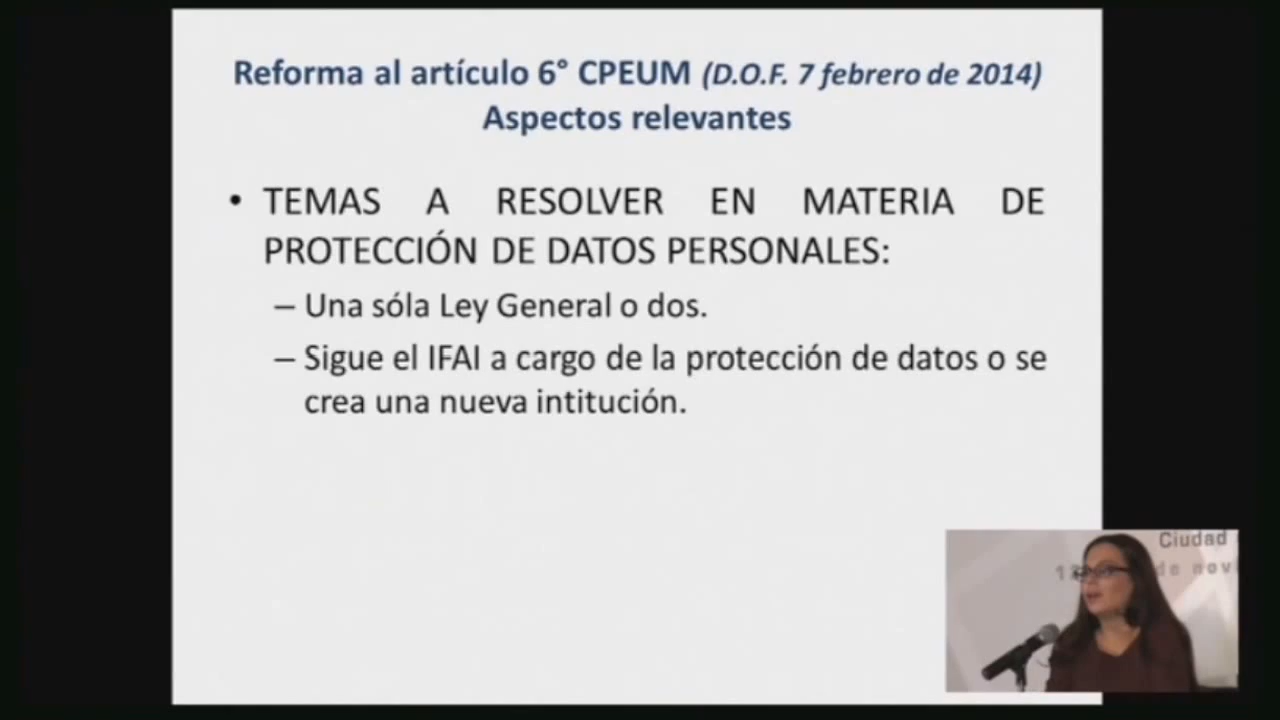 Reforma al artículo 6° CPEUM (D.O.F. 7 febrero de 2014)
Aspectos relevantes
• TEMAS A RESOLVER EN MATERIA DE
PROTECCIÓN DE DATOS PERSONALES:
– Una sóla Ley General o dos.
– Sigue el IFAI a cargo de la protección de datos o se
crea una nueva intitución.
Ciudad
de novi